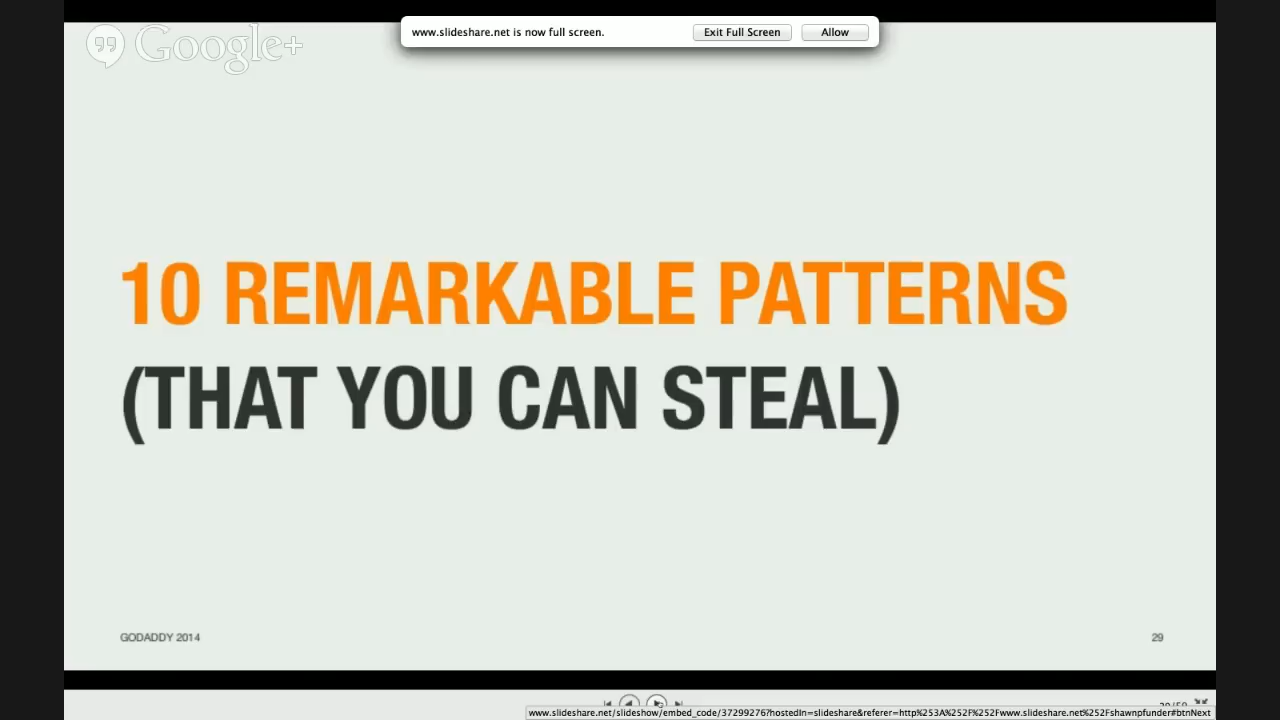 Google+
www.slideshare.net is now full screen.
Exit Full Screen
Allow
10 REMARKABLE PATTERNS
(THAT YOU CAN STEAL)
GODADDY 2014
29
www.slideshare.net/slideshow/embed_code/37299276?hostedIn=slideshare&referer=http%253A%252F%252Fwww.slideshare.net%252Fshawnpfunder#btnNext